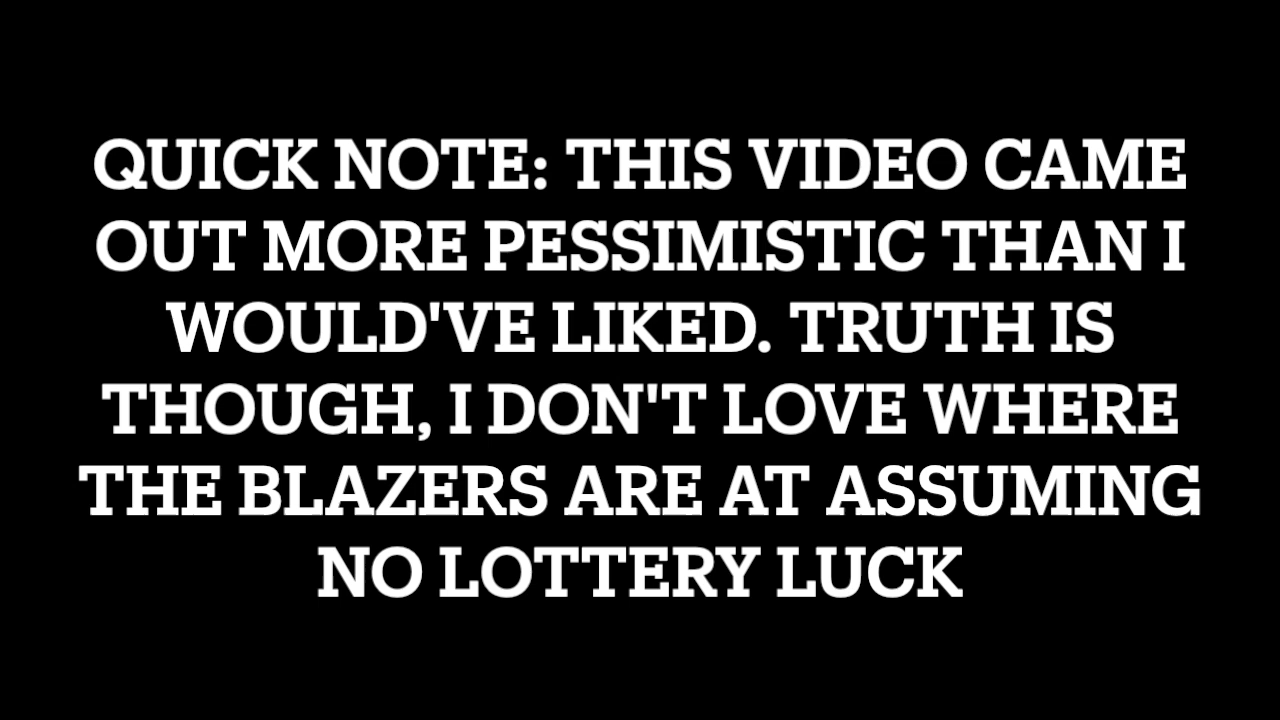 QUICK NOTE: THIS VIDEO CAME
OUT MORE PESSIMISTIC THAN I
WOULD'VE LIKED. TRUTH IS
THOUGH, I DON'T LOVE WHERE
THE BLAZERS ARE AT ASSUMING
NO LOTTERY LUCK